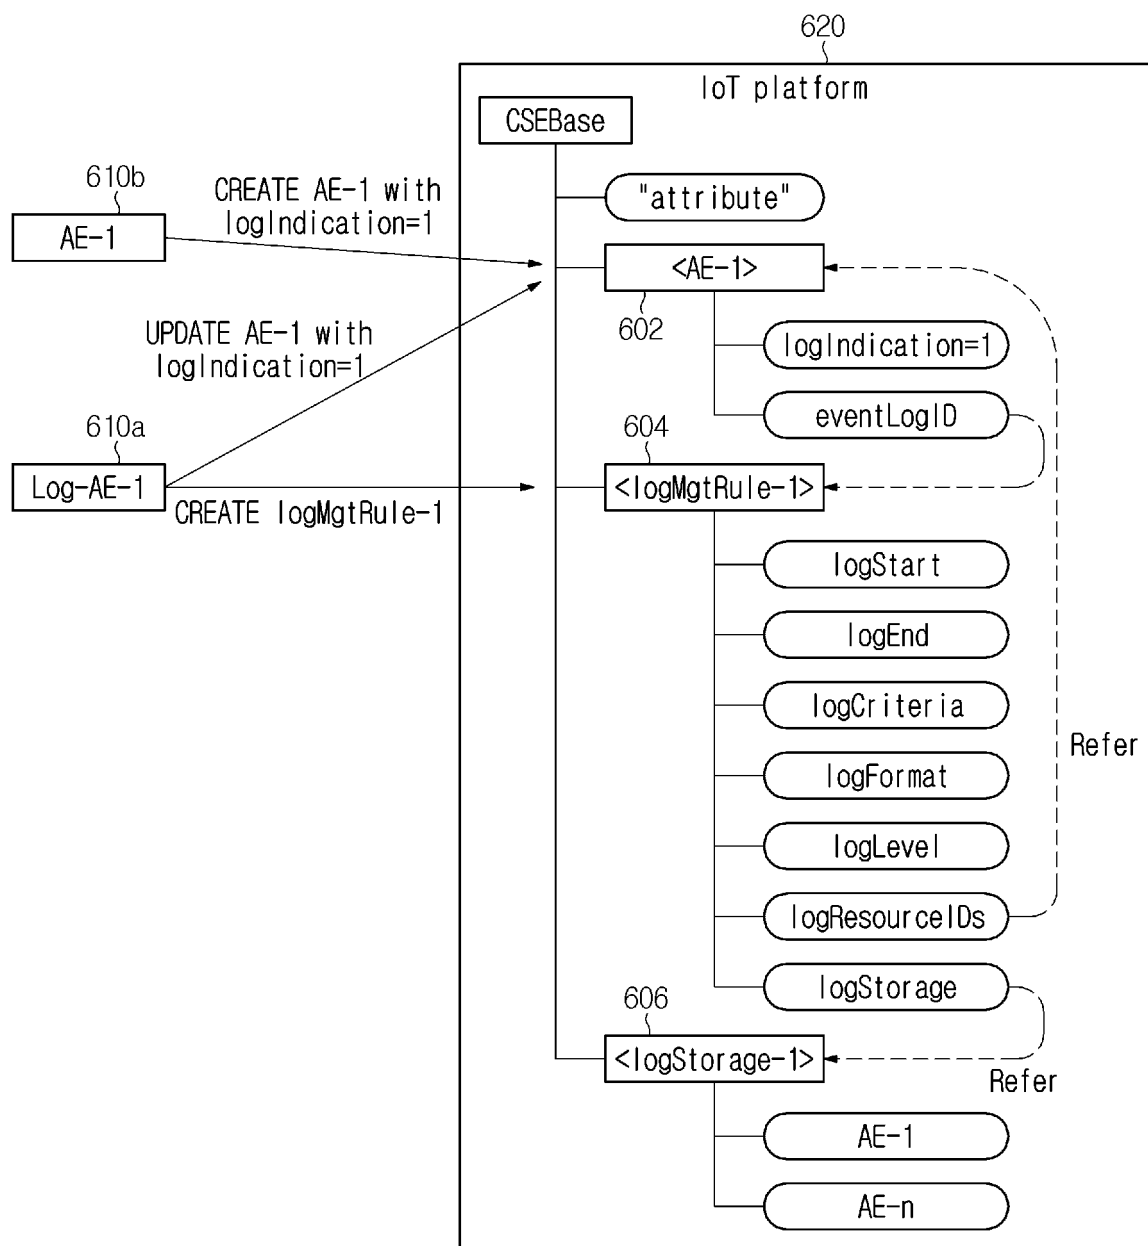 620
IoT platform
CSEBase
610b
CREATE AE-1 with
logIndication=1
"attribute"
AE-1
<AE-1>
602
UPDATE AE-1 with
logIndication=1
logIndication=1
eventLogID
610a
604
Log-AE-1
<logMgtRule-1>
CREATE logMgtRule-1
logStart
logEnd
logCriteria
Refer
logFormat
logLevel
logResourceIDs
logStorage
606
<logStorage-1>
Refer
AE-1
AE-n